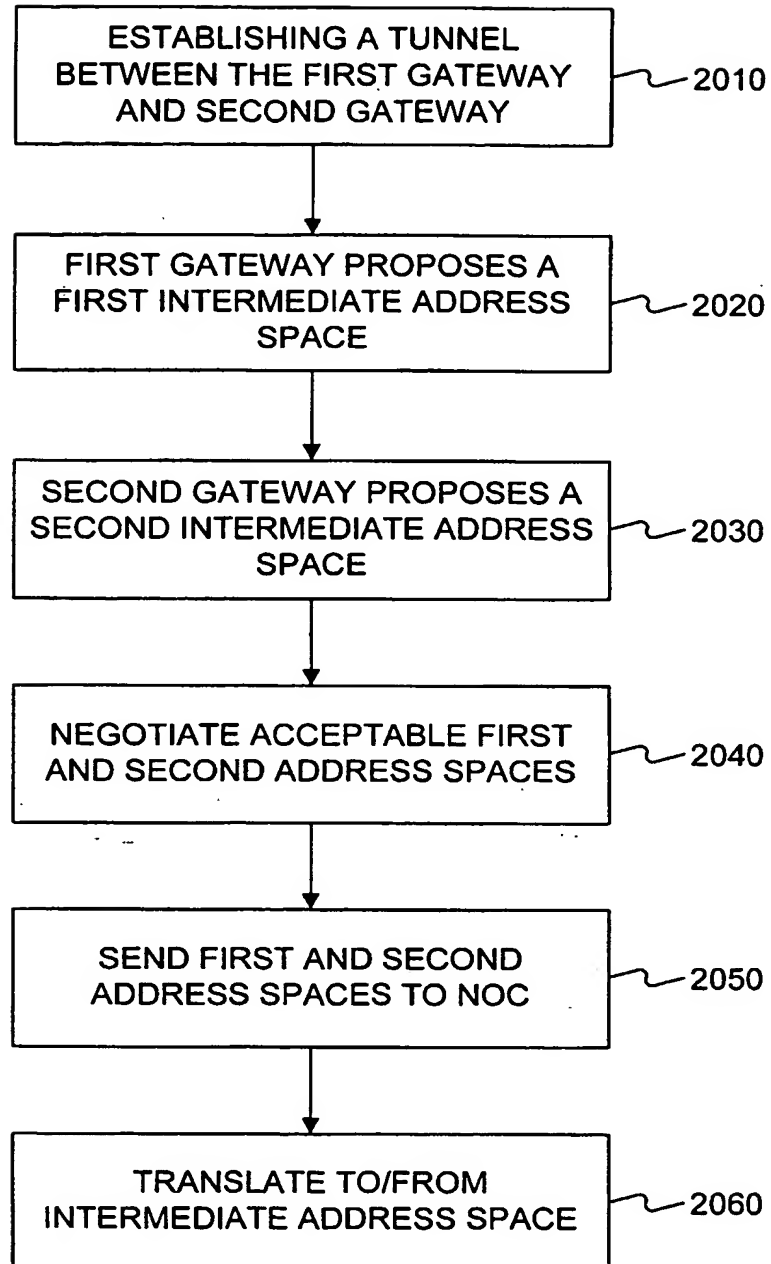 ESTABLISHING A TUNNEL
BETWEEN THE FIRST GATEWAY
AND SECOND GATEWAY
2010
FIRST GATEWAY PROPOSES A
FIRST INTERMEDIATE ADDRESS
SPACE
2020
SECOND GATEWAY PROPOSES A
SECOND INTERMEDIATE ADDRESS
SPACE
2030
NEGOTIATE ACCEPTABLE FIRST
AND SECOND ADDRESS SPACES
2040
SEND FIRST AND SECOND
ADDRESS SPACES TO NOC
2050
TRANSLATE TO/FROM
INTERMEDIATE ADDRESS SPACE
2060